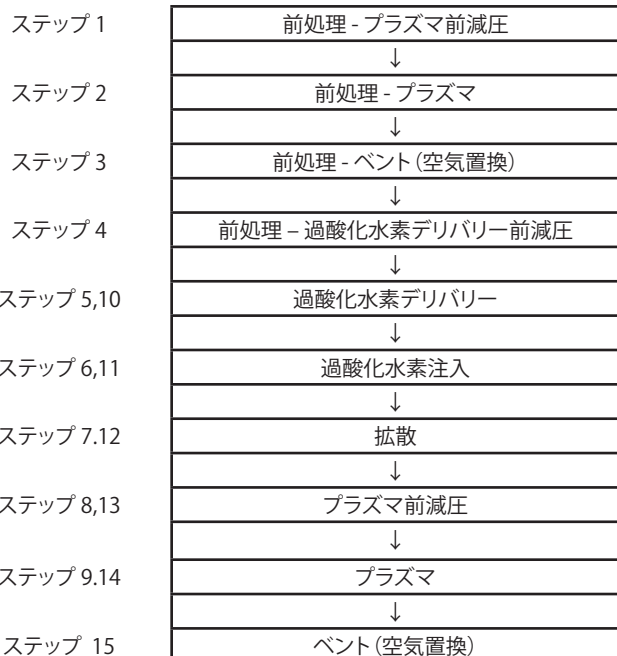 ステップ 1 前処理 - プラズマ前減圧
↓
ステップ 2 前処理 - プラズマ
↓
ステップ 3 前処理 - ベント（空気置換）
↓
ステップ 4 前処理 – 過酸化水素デリバリー前減圧
↓
ステップ 5,10 過酸化水素デリバリー
↓
ステップ 6,11 過酸化水素注入
↓
ステップ 7.12 拡散
↓
ステップ 8,13 プラズマ前減圧
↓
ステップ 9.14 プラズマ
↓
ステップ 15 ベント（空気置換）